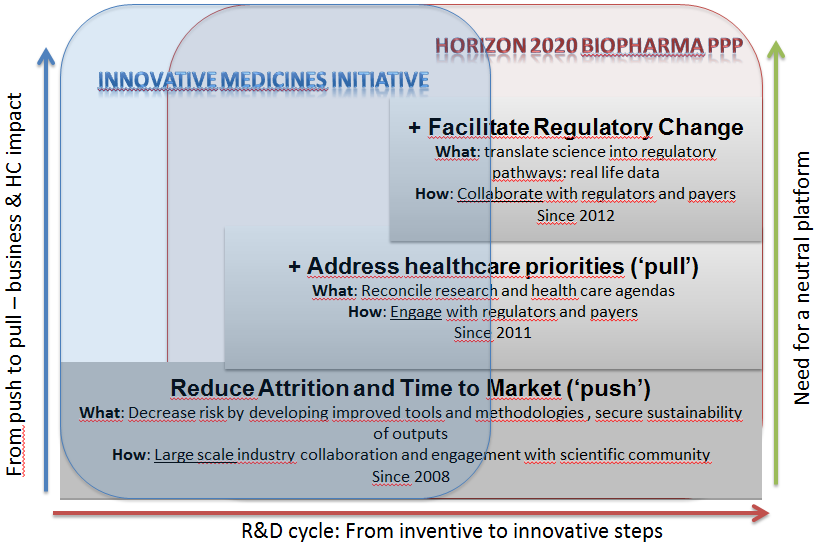 HORIZON 2020 BIOPHARMA PPP
INNOVATIVE MEDICINES INITIATIVE
+ Facilitate Regulatory Change
What: translate science into regulatory
pathways: real life data
How: Collaborate with regulators and payers
Since 2012
+ Address healthcare priorities (‘pull’)
What: Reconcile research and health care agendas
How: Engage with regulators and payers
Since 2011
Reduce Attrition and Time to Market (‘push’)
What: Decrease risk by developing improved tools and methodologies , secure sustainability
of outputs
How: Large scale industry collaboration and engagement with scientific community
Since 2008
From push to pull – business & HC impact
Need for a neutral platform
R&D cycle: From inventive to innovative steps